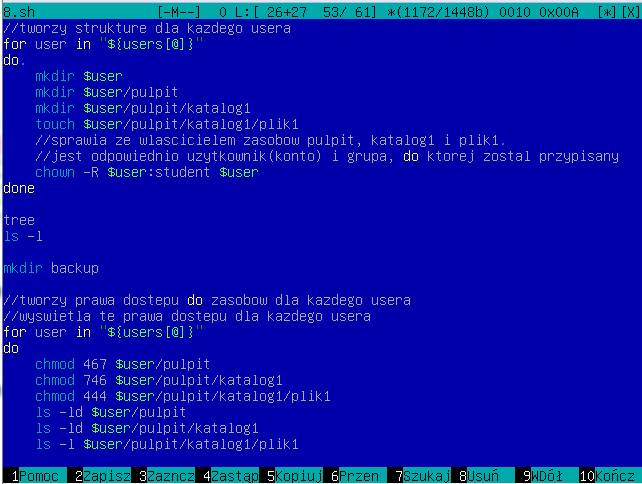 8.sh [-M--] 0 L:[ 26+27 53/ 61] *(1172/1448b) 0010 0x00A [*][X]
//tworzy strukture dla kazdego usera
for user in "${users[@]}"
do.
    mkdir $user
    mkdir $user/pulpit
    mkdir $user/pulpit/katalog1
    touch $user/pulpit/katalog1/plik1
    //sprawia ze wlascicielem zasobow pulpit, katalog1 i plik1.
    //jest odpowiednio uzytkownik(konto) i grupa, do ktorej zostal przypisany
    chown -R $user:student $user
done
tree
ls -l
mkdir backup
//tworzy prawa dostepu do zasobow dla kazdego usera
//wyswietla te prawa dostepu dla kazdego usera
for user in "${users[@]}"
do
    chmod 467 $user/pulpit
    chmod 746 $user/pulpit/katalog1
    chmod 444 $user/pulpit/katalog1/plik1
    ls -ld $user/pulpit
    ls -ld $user/pulpit/katalog1
    ls -l $user/pulpit/katalog1/plik1
1Pomoc 2Zapisz 3Zazncz 4Zastąp 5Kopiuj 6Przen 7Szukaj 8Usuń 9WDół 10Kończ